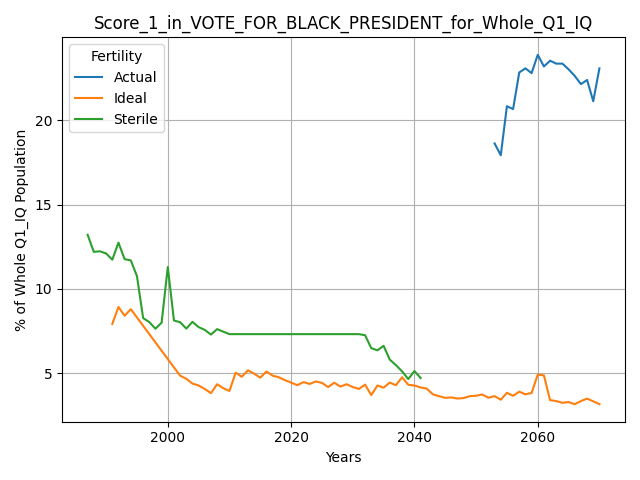 Score_1_in_VOTE_FOR_BLACK_PRESIDENT_for_Whole_Q1_IQ
Fertility
Actual
Ideal
Sterile
% of Whole Q1_IQ Population
20
15
10
5
2000
2020
2040
2060
Years